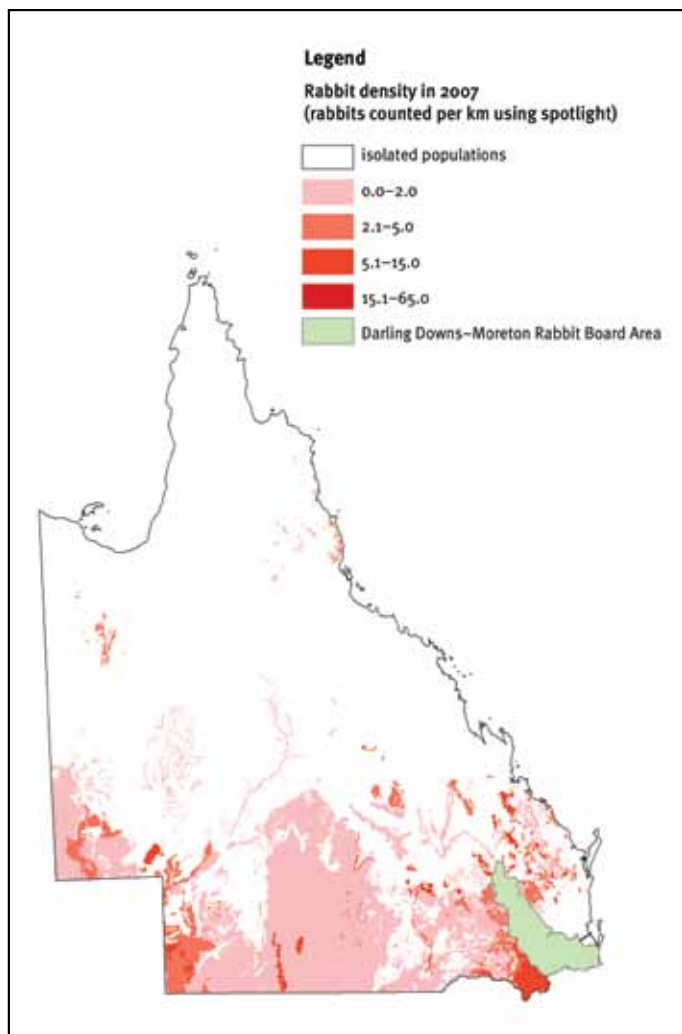 Legend
Rabbit density in 2007
(rabbits counted per km using spotlight)
isolated populations
0.0–2.0
2.1–5.0
5.1–15.0
15.1–65.0
Darling Downs–Moreton Rabbit Board Area